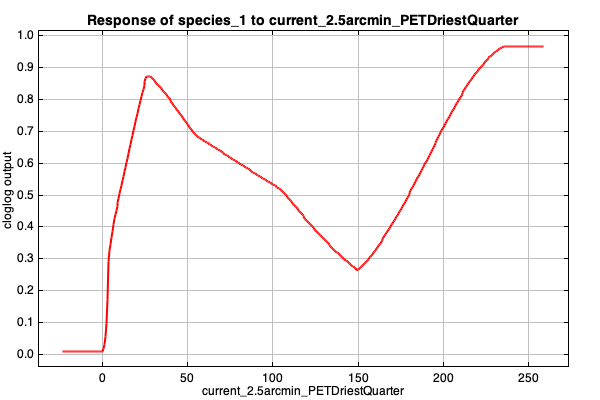 Response of species_1 to current_2.5arcmin_PETDriestQuarter
1.0
0.9
0.8
0.7
0.6
0.5
0.4
0.3
0.2
0.1
0.0
cloglog output
0 50 100 150 200 250
current_2.5arcmin_PETDriestQuarter